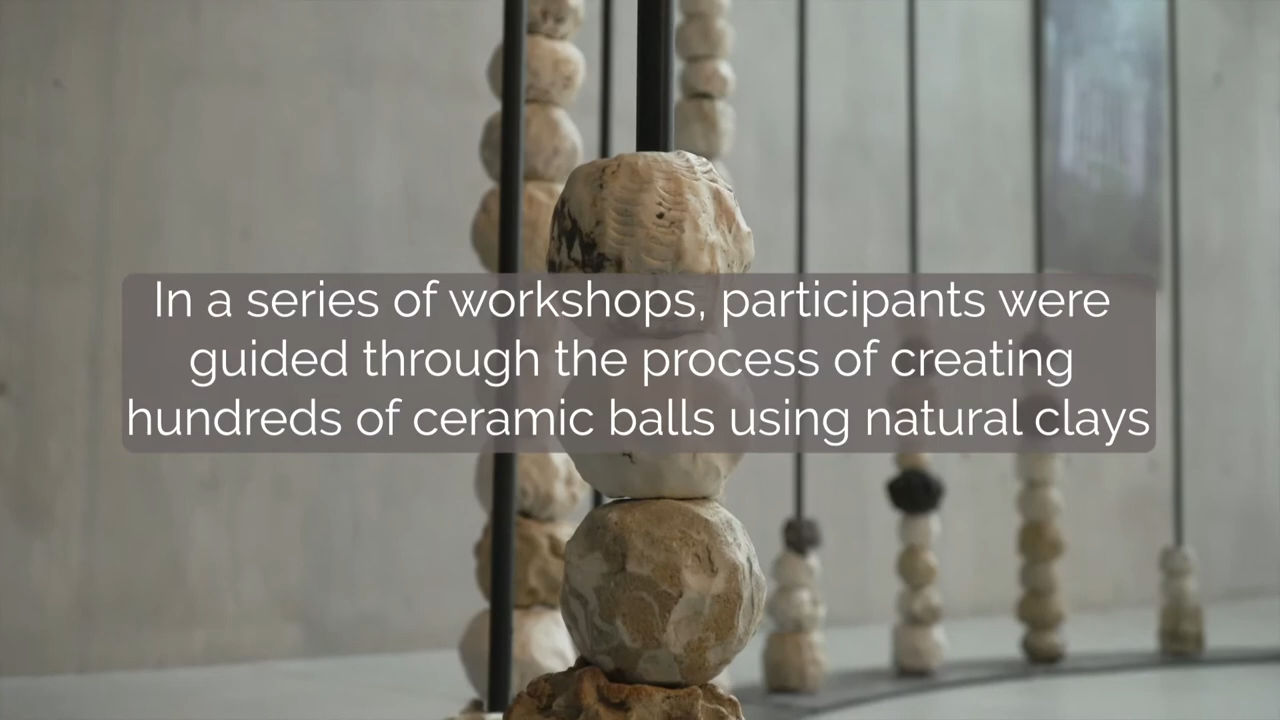 In a series of workshops, participants were
guided through the process of creating
hundreds of ceramic balls using natural clays